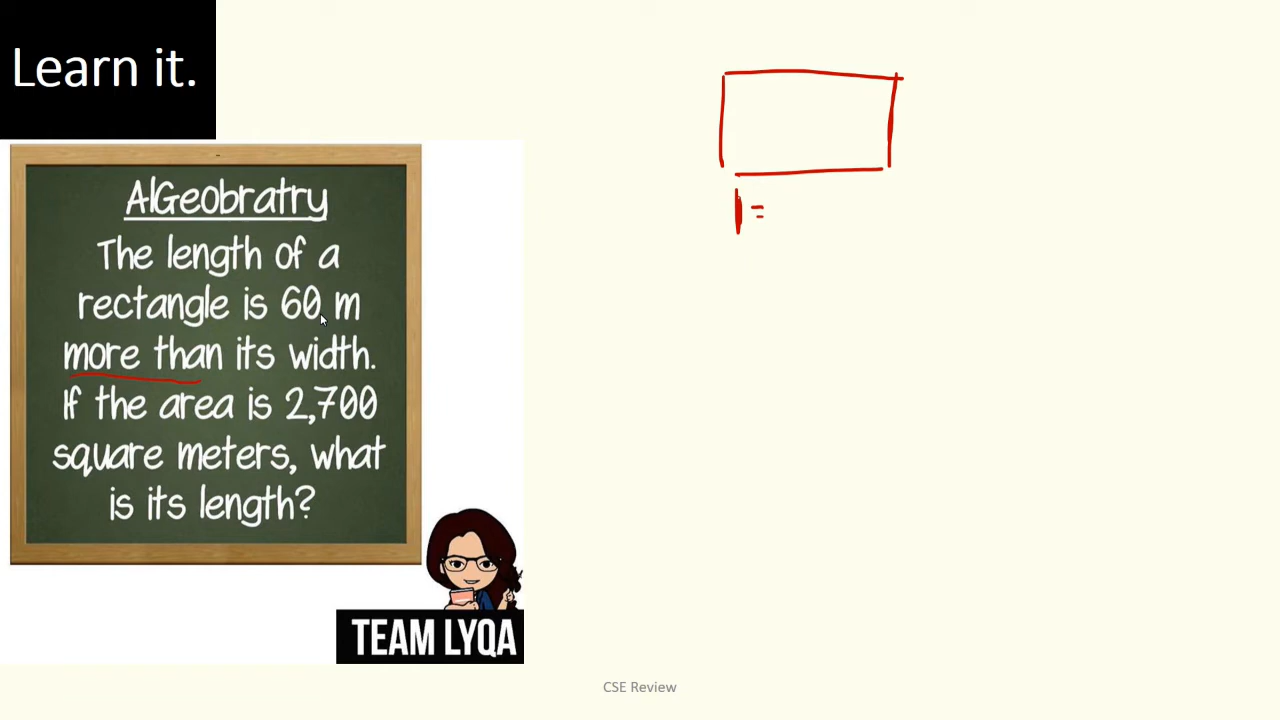 Learn it.
AlGeobratry
The length of a
rectangle is 60 m
more than its width.
If the area is 2,700
square meters, what
is its length?
l =
TEAM LYQA
CSE Review